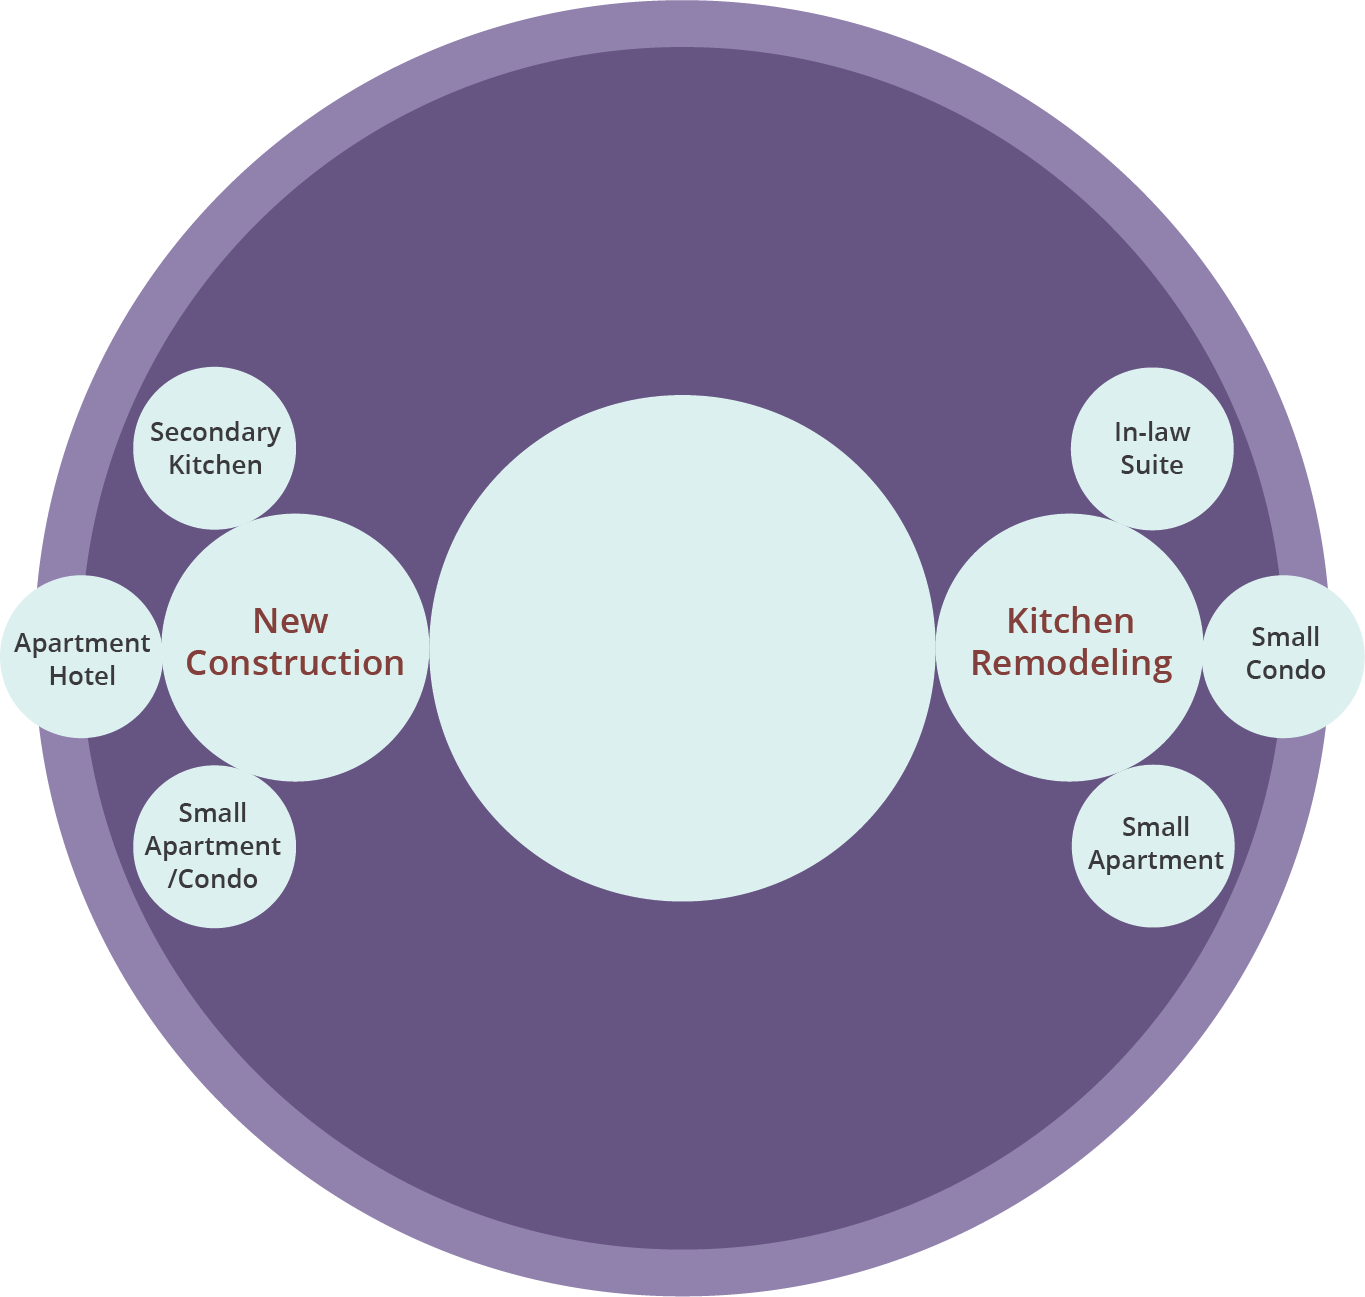 Secondary
Kitchen
New
Construction
Apartment
Hotel
Small
Apartment
/Condo
In-law
Suite
Kitchen
Remodeling
Small
Condo
Small
Apartment